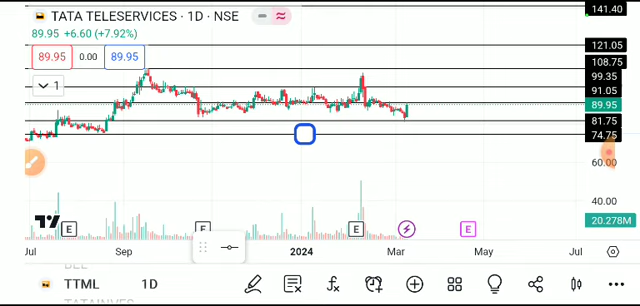 TATA TELESERVICES · 1D · NSE
89.95 +6.60 (+7.92%)
89.95 0.00 89.95
1
141.40
121.05
108.75
99.35
91.05
89.95
81.75
74.75
60.00
40.00
20.278M
E E E E
Jul Sep 2024 Mar May Jul
TTML 1D